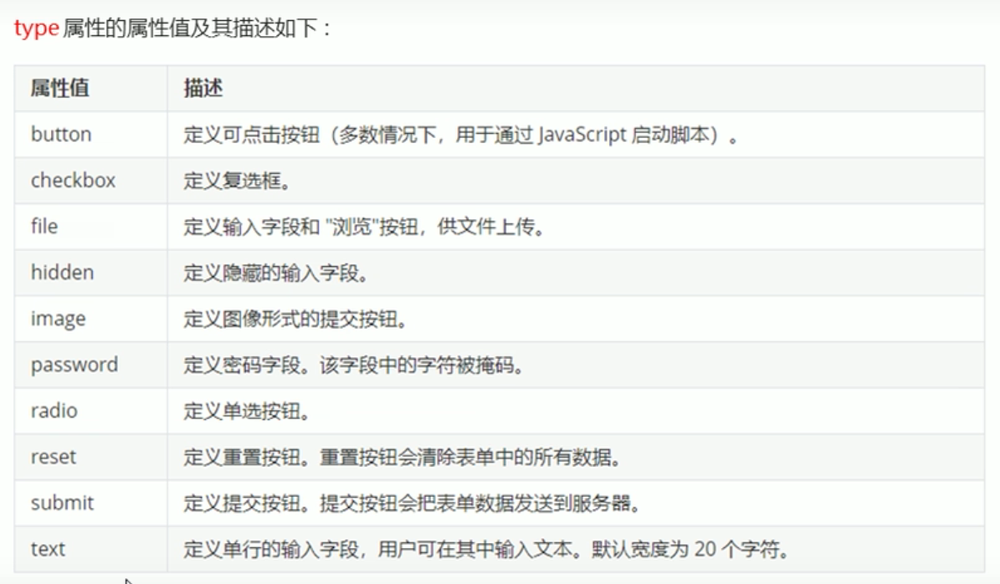 type 属性的属性值及其描述如下：
属性值 描述
button 定义可点击按钮（多数情况下，用于通过 JavaScript 启动脚本）。
checkbox 定义复选框。
file 定义输入字段和 "浏览"按钮，供文件上传。
hidden 定义隐藏的输入字段。
image 定义图像形式的提交按钮。
password 定义密码字段。该字段中的字符被掩码。
radio 定义单选按钮。
reset 定义重置按钮。重置按钮会清除表单中的所有数据。
submit 定义提交按钮。提交按钮会把表单数据发送到服务器。
text 定义单行的输入字段，用户可在其中输入文本。默认宽度为 20 个字符。